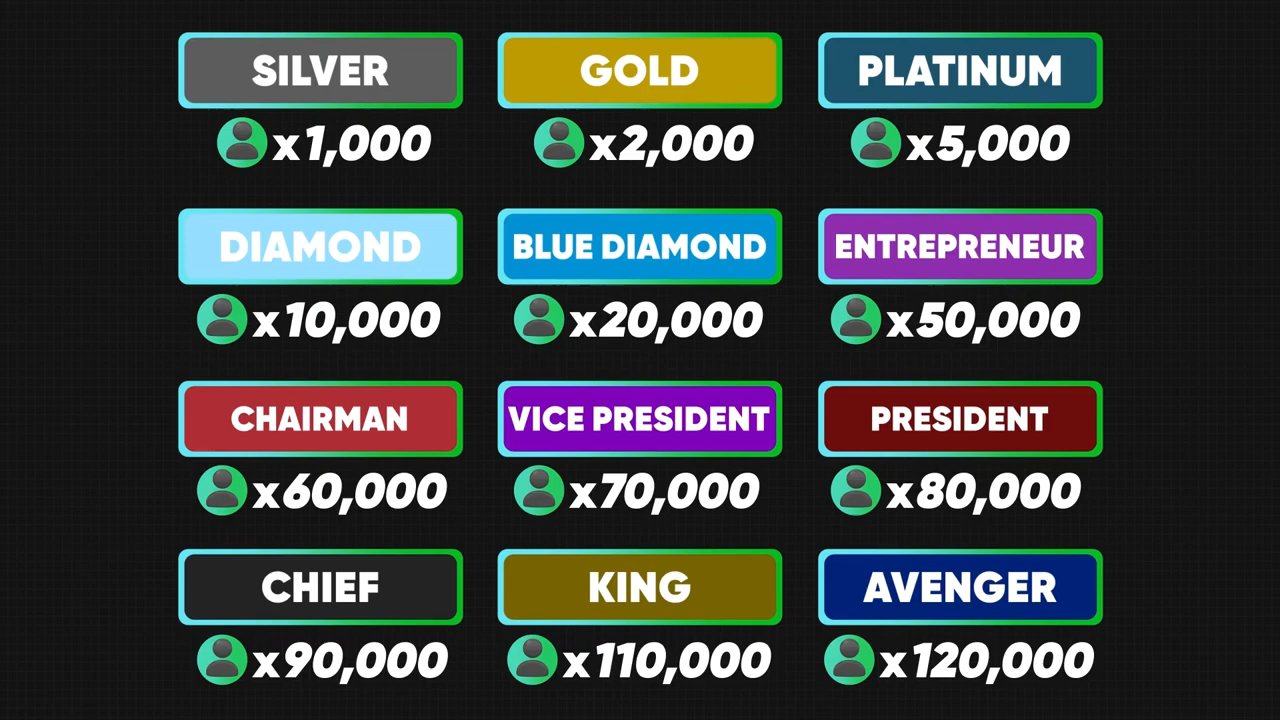 SILVER GOLD PLATINUM
x1,000 x2,000 x5,000
DIAMOND BLUE DIAMOND ENTREPRENEUR
x10,000 x20,000 x50,000
CHAIRMAN VICE PRESIDENT PRESIDENT
x60,000 x70,000 x80,000
CHIEF KING AVENGER
x90,000 x110,000 x120,000